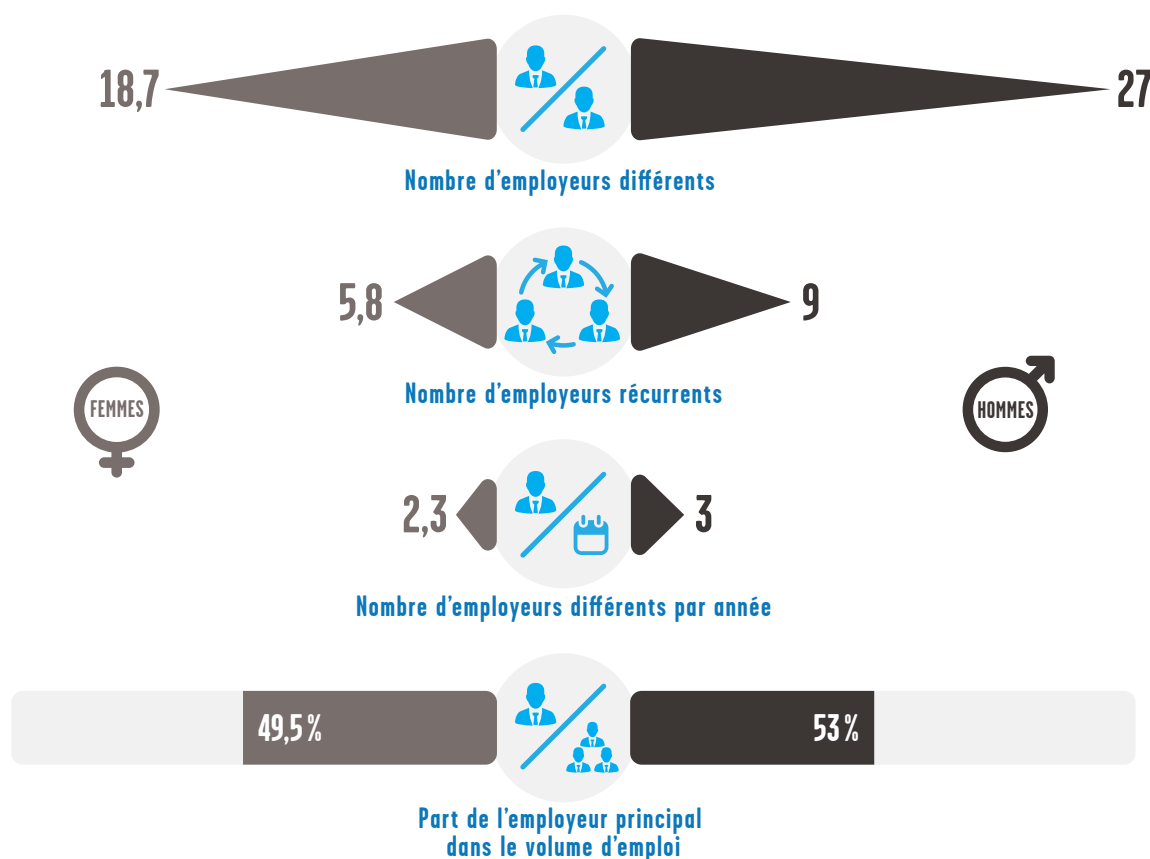 18,7
27
Nombre d'employeurs différents
5,8
9
Nombre d'employeurs récurrents
FEMMES
HOMMES
2,3
3
Nombre d'employeurs différents par année
49,5 %
53 %
Part de l'employeur principal
dans le volume d'emploi